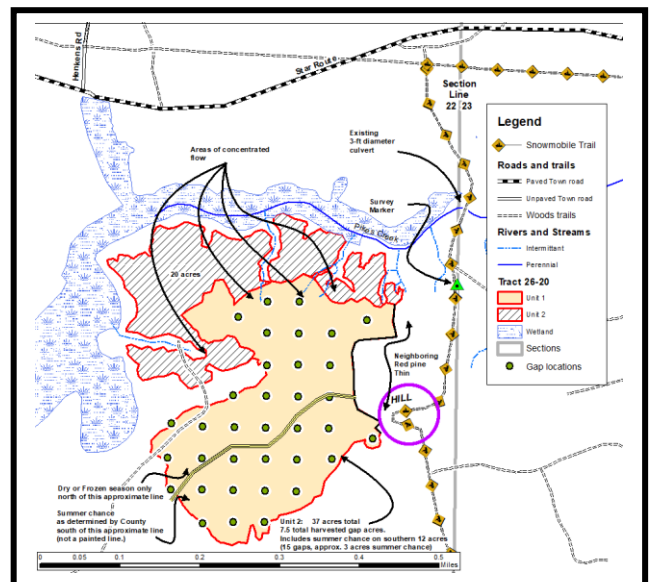 Henkens Rd
Star Route
Section
Line
22 23
Areas of concentrated
flow
Existing
3-ft diameter
culvert
Survey
Marker
Pikes Creek
20 acres
Neighboring
Red pine
Thin
HILL
Dry or Frozen season only
north of this approximate line
Summer chance
as determined by County
south of this approximate line
(not a painted line.)
Unit 2: 37 acres total
7.5 total harvested gap acres.
Includes summer chance on southern 12 acres
(15 gaps, approx. 3 acres summer chance)
Legend
Snowmobile Trail
Roads and trails
Paved Town road
Unpaved Town road
Woods trails
Rivers and Streams
Intermittant
Perennial
Tract 26-20
Unit 1
Unit 2
Wetland
Sections
Gap locations
0 0.05 0.1 0.2 0.3 0.4 0.5
Miles